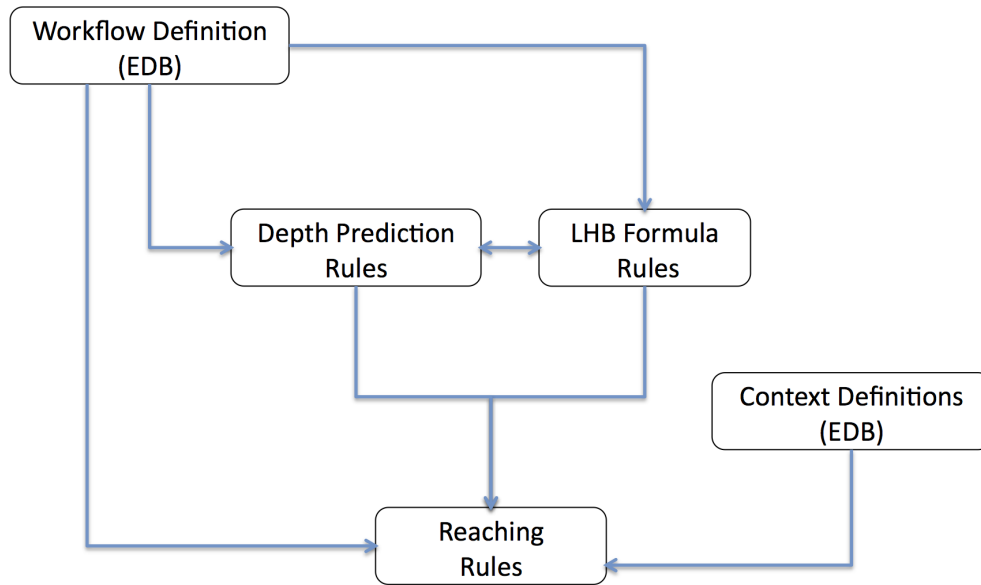 Workflow Definition
(EDB)
Depth Prediction
Rules
LHB Formula
Rules
Context Definitions
(EDB)
Reaching
Rules